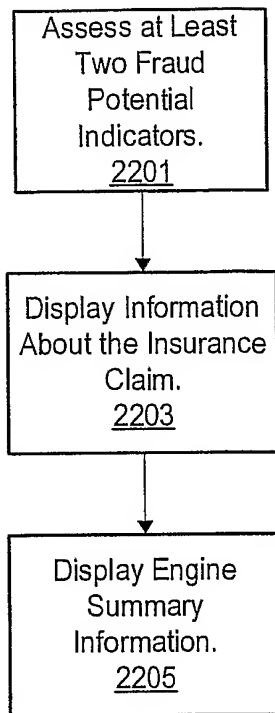 Assess at Least
Two Fraud
Potential
Indicators.
2201
Display Information
About the Insurance
Claim.
2203
Display Engine
Summary
Information.
2205